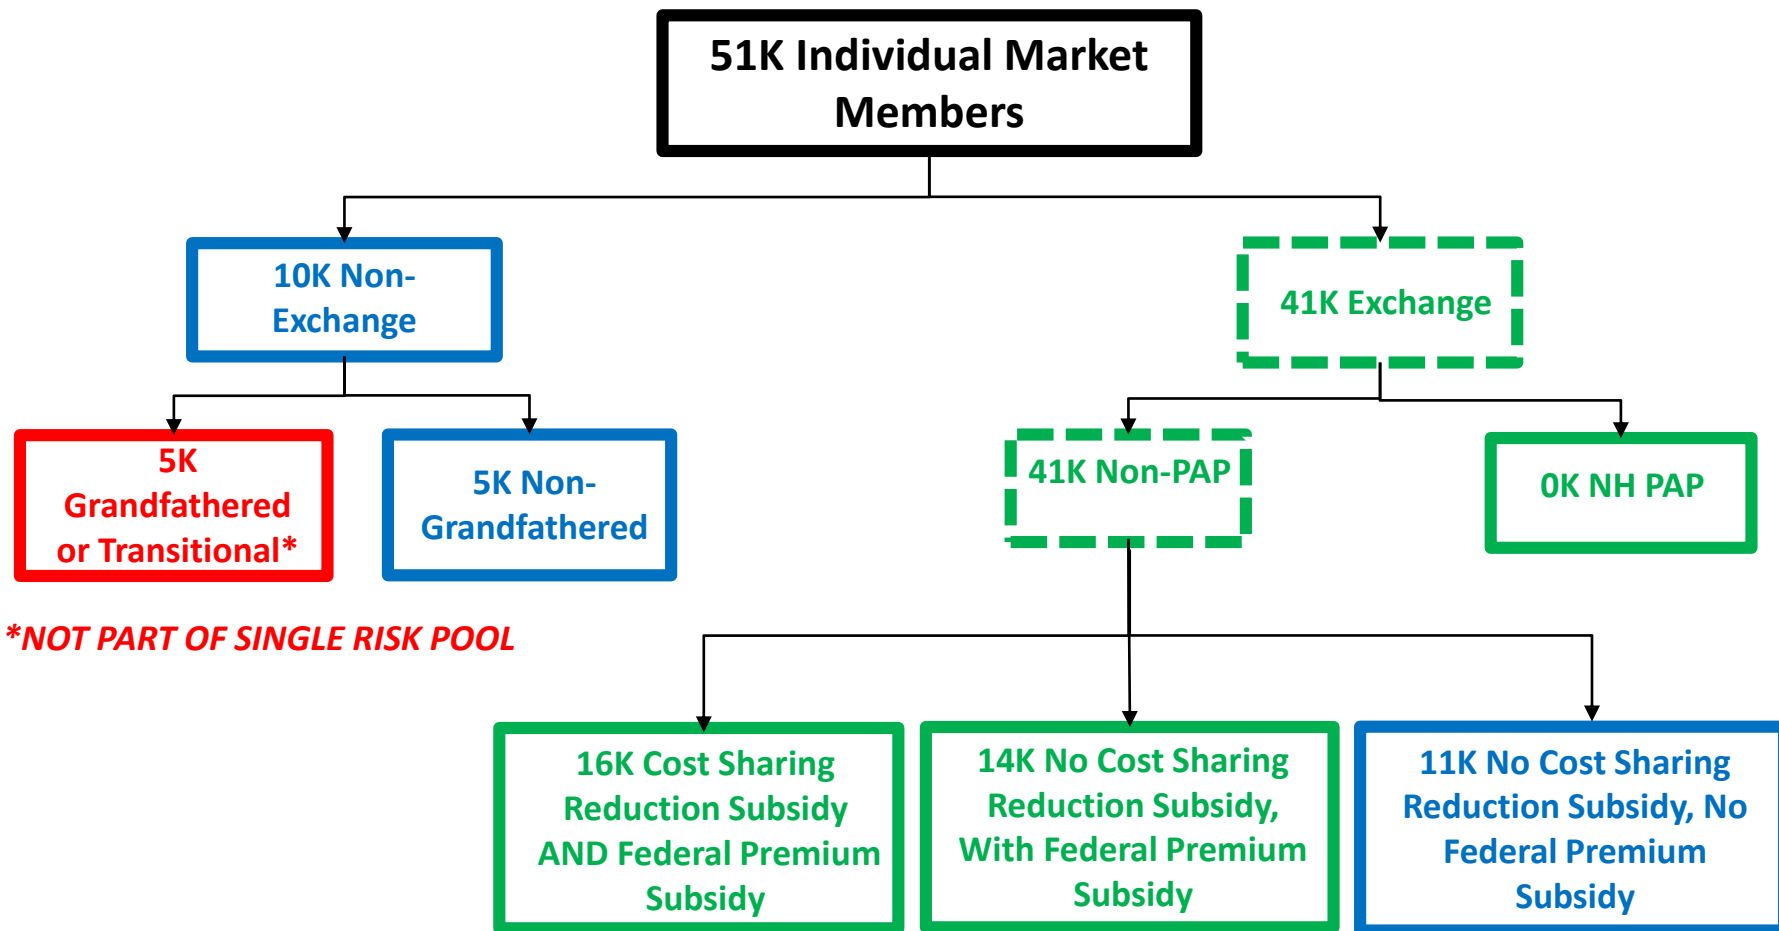 51K Individual Market
Members
10K Non-
Exchange
41K Exchange
5K
Grandfathered
or Transitional*
5K Non-
Grandfathered
41K Non-PAP
0K NH PAP
*NOT PART OF SINGLE RISK POOL
16K Cost Sharing
Reduction Subsidy
AND Federal Premium
Subsidy
14K No Cost Sharing
Reduction Subsidy,
With Federal Premium
Subsidy
11K No Cost Sharing
Reduction Subsidy, No
Federal Premium
Subsidy